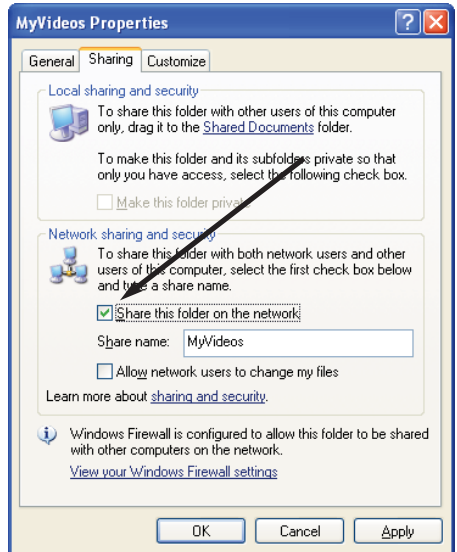 MyVideos Properties
General Sharing Customize
Local sharing and security
To share this folder with other users of this computer
only, drag it to the Shared Documents folder.
To make this folder and its subfolders private so that
only you have access, select the following check box.
Make this folder private
Network sharing and security
To share this folder with both network users and other
users of this computer, select the first check box below
and type a share name.
Share this folder on the network
Share name: MyVideos
Allow network users to change my files
Learn more about sharing and security.
Windows Firewall is configured to allow this folder to be shared
with other computers on the network.
View your Windows Firewall settings
OK Cancel Apply